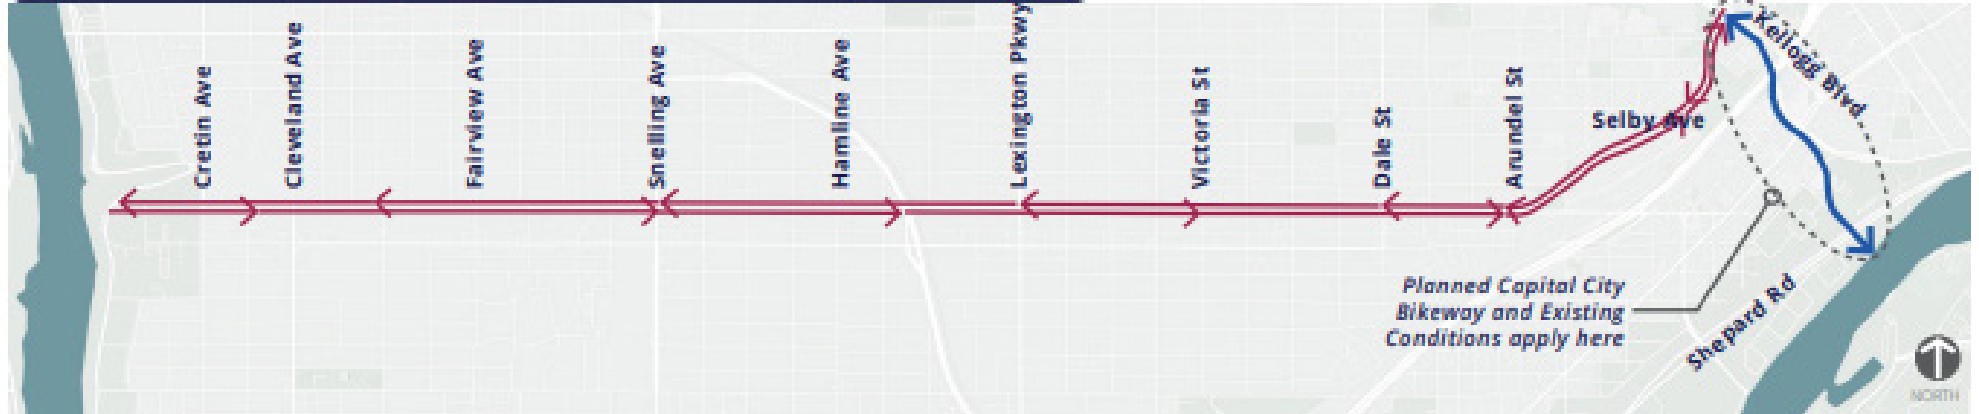 Cretin Ave
Cleveland Ave
Fairview Ave
Snelling Ave
Hamline Ave
Lexington Pkwy
Victoria St
Dale St
Arundel St
Selby Ave
Kellogg Blvd
Planned Capital City
Bikeway and Existing
Conditions apply here
Shepard Rd
NORTH